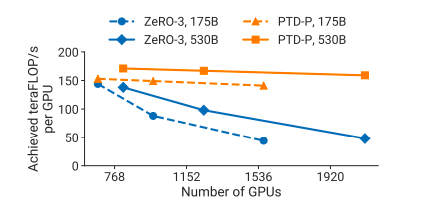 ZeRO-3, 175B
PTD-P, 175B
ZeRO-3, 530B
PTD-P, 530B
Achieved teraFLOP/s
per GPU
200
150
100
50
0
768
1152
1536
1920
Number of GPUs